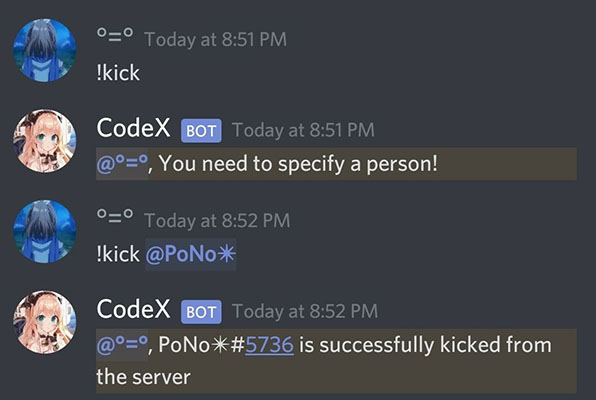 °=° Today at 8:51 PM
!kick
CodeX BOT Today at 8:51 PM
@°=°, You need to specify a person!
°=° Today at 8:52 PM
!kick @PoNo✴
CodeX BOT Today at 8:52 PM
@°=°, PoNo✴#5736 is successfully kicked from
the server